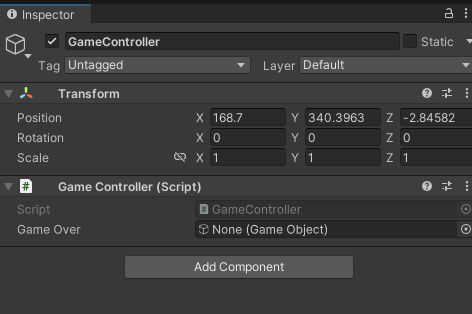 Inspector
GameController
Static
Tag Untagged Layer Default
Transform
Position X 168.7 Y 340.3963 Z -2.84582
Rotation X 0 Y 0 Z 0
Scale X 1 Y 1 Z 1
# Game Controller (Script)
Script # GameController
Game Over None (Game Object)
Add Component